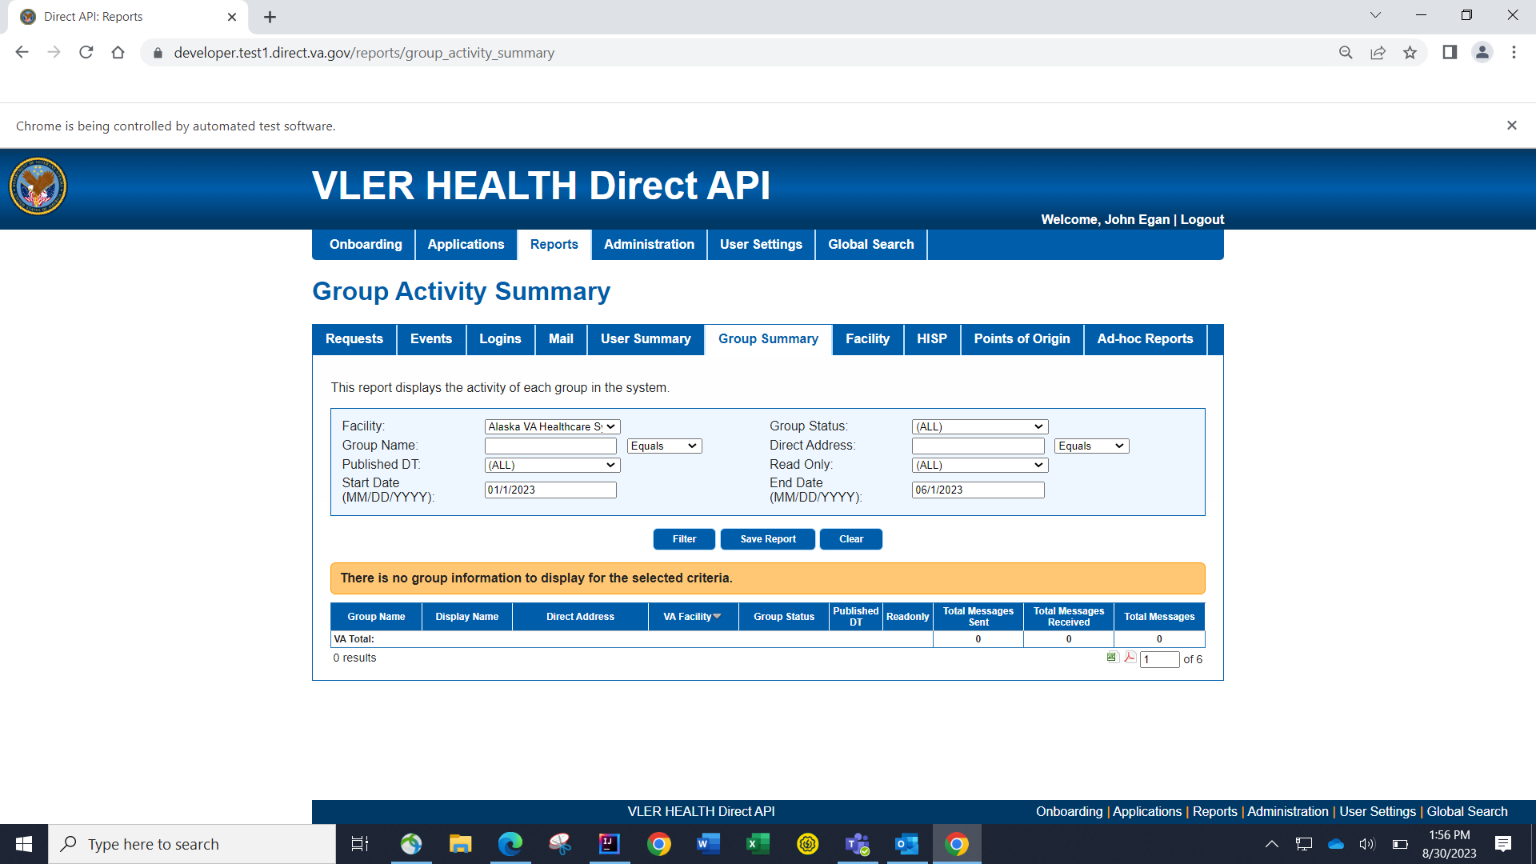 Direct API: Reports
developer.test1.direct.va.gov/reports/group_activity_summary
Chrome is being controlled by automated test software.
VLER HEALTH Direct API
Welcome, John Egan | Logout
Onboarding Applications Reports Administration User Settings Global Search
Group Activity Summary
Requests Events Logins Mail User Summary Group Summary Facility HISP Points of Origin Ad-hoc Reports
This report displays the activity of each group in the system.
Facility: Alaska VA Healthcare S Group Status: (ALL)
Group Name: Equals Direct Address: Equals
Published DT: (ALL) Read Only: (ALL)
Start Date (MM/DD/YYYY): 01/1/2023 End Date (MM/DD/YYYY): 06/1/2023
Filter Save Report Clear
There is no group information to display for the selected criteria.
Group Name Display Name Direct Address VA Facility Group Status Published DT Readonly Total Messages Sent Total Messages Received Total Messages
VA Total: 0 0 0
0 results 1 of 6
VLER HEALTH Direct API Onboarding | Applications | Reports | Administration | User Settings | Global Search
Type here to search
1:56 PM
8/30/2023